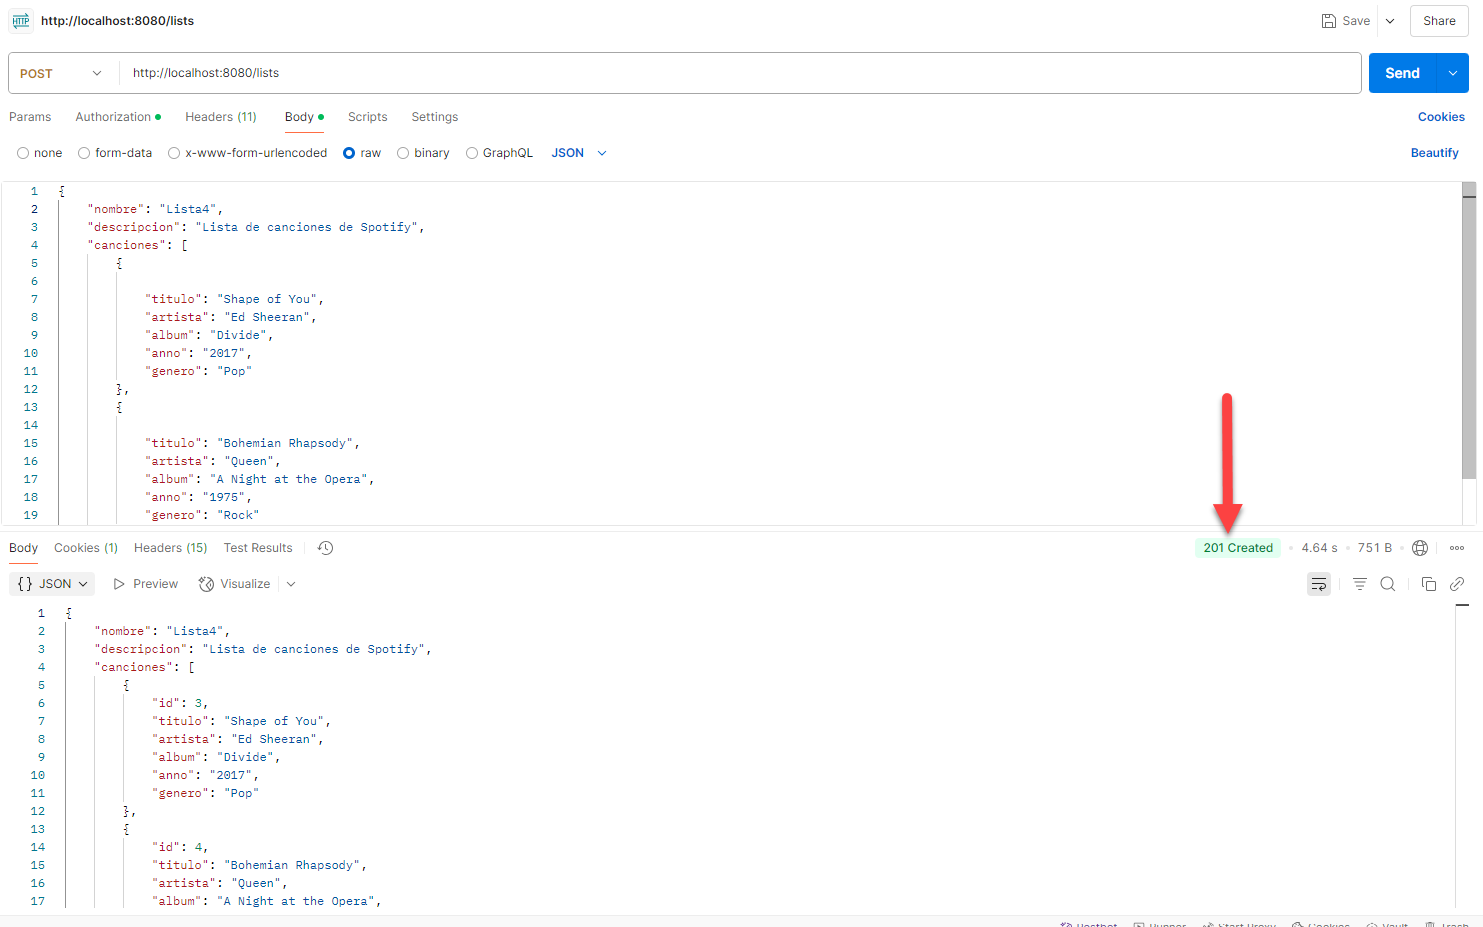 HTTP http://localhost:8080/lists Save Share
POST http://localhost:8080/lists Send
Params Authorization Headers (11) Body Scripts Settings Cookies
none form-data x-www-form-urlencoded raw binary GraphQL JSON Beautify
1 {
2 "nombre": "Lista4",
3 "descripcion": "Lista de canciones de Spotify",
4 "canciones": [
5 {
6
7 "titulo": "Shape of You",
8 "artista": "Ed Sheeran",
9 "album": "Divide",
10 "anno": "2017",
11 "genero": "Pop"
12 },
13 {
14
15 "titulo": "Bohemian Rhapsody",
16 "artista": "Queen",
17 "album": "A Night at the Opera",
18 "anno": "1975",
19 "genero": "Rock"
Body Cookies (1) Headers (15) Test Results 201 Created 4.64 s 751 B
{} JSON Preview Visualize
1 {
2 "nombre": "Lista4",
3 "descripcion": "Lista de canciones de Spotify",
4 "canciones": [
5 {
6 "id": 3,
7 "titulo": "Shape of You",
8 "artista": "Ed Sheeran",
9 "album": "Divide",
10 "anno": "2017",
11 "genero": "Pop"
12 },
13 {
14 "id": 4,
15 "titulo": "Bohemian Rhapsody",
16 "artista": "Queen",
17 "album": "A Night at the Opera",
Postbot Runner Start Proxy Cookies Vault Trash